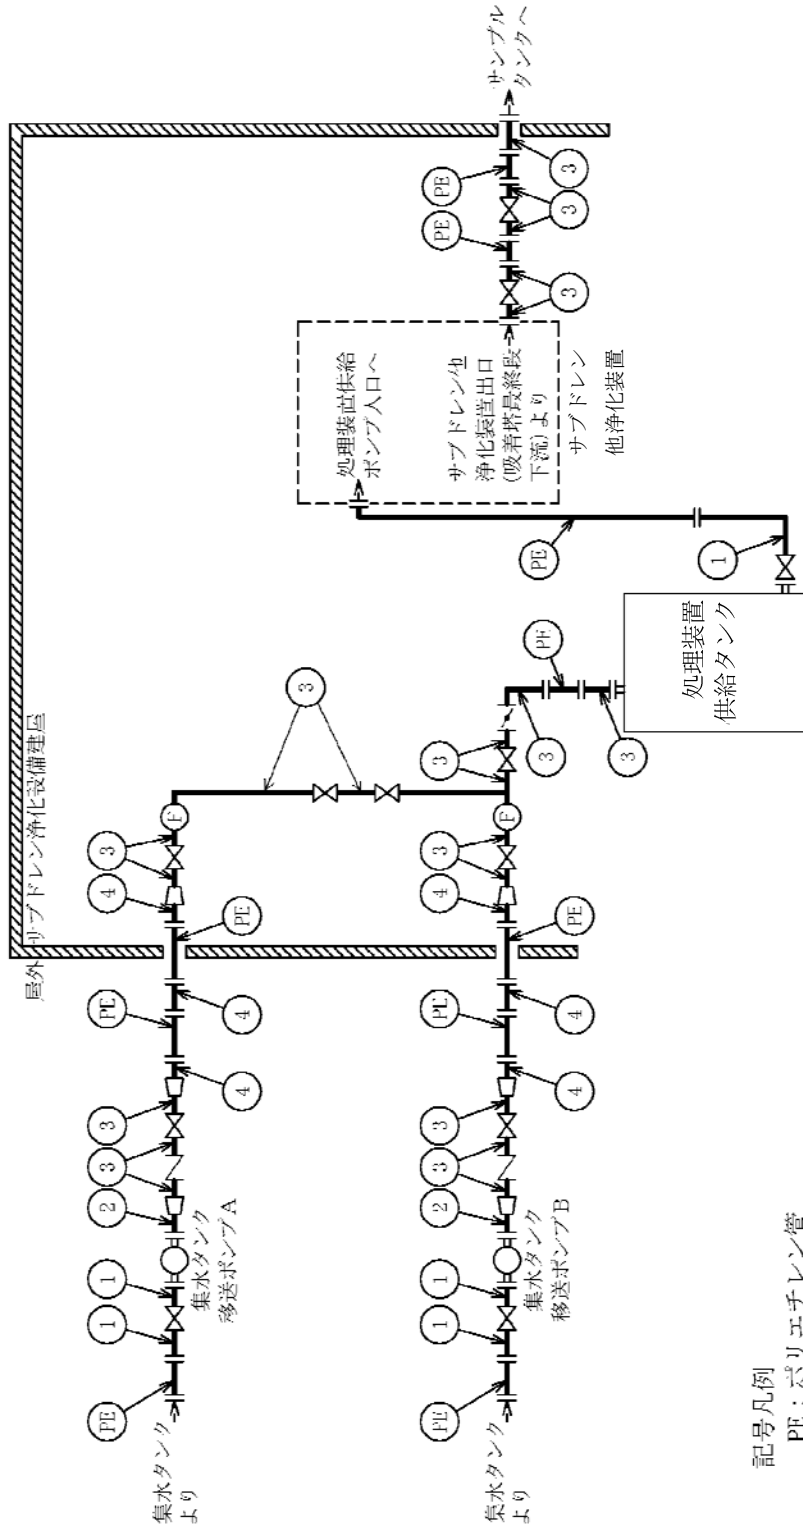 屋外
サブドレン浄化設備建屋
集水タンク
より
PE
1
1
集水タンク
移送ポンプA
2
3
3
4
PE
4
PE
4
3
F
3
集水タンク
より
PE
1
1
集水タンク
移送ポンプB
2
3
3
4
PE
4
PE
4
3
F
3
3
PE
3
処理装置
供給タンク
1
PE
処理装置供給
ポンプ入口へ
サブドレン他
浄化装置出口
(吸着塔最終段
下流)より
サブドレン
他浄化装置
3
PE
3
PE
3
サンプル
タンクへ
記号凡例
PE:ポリエチレン管